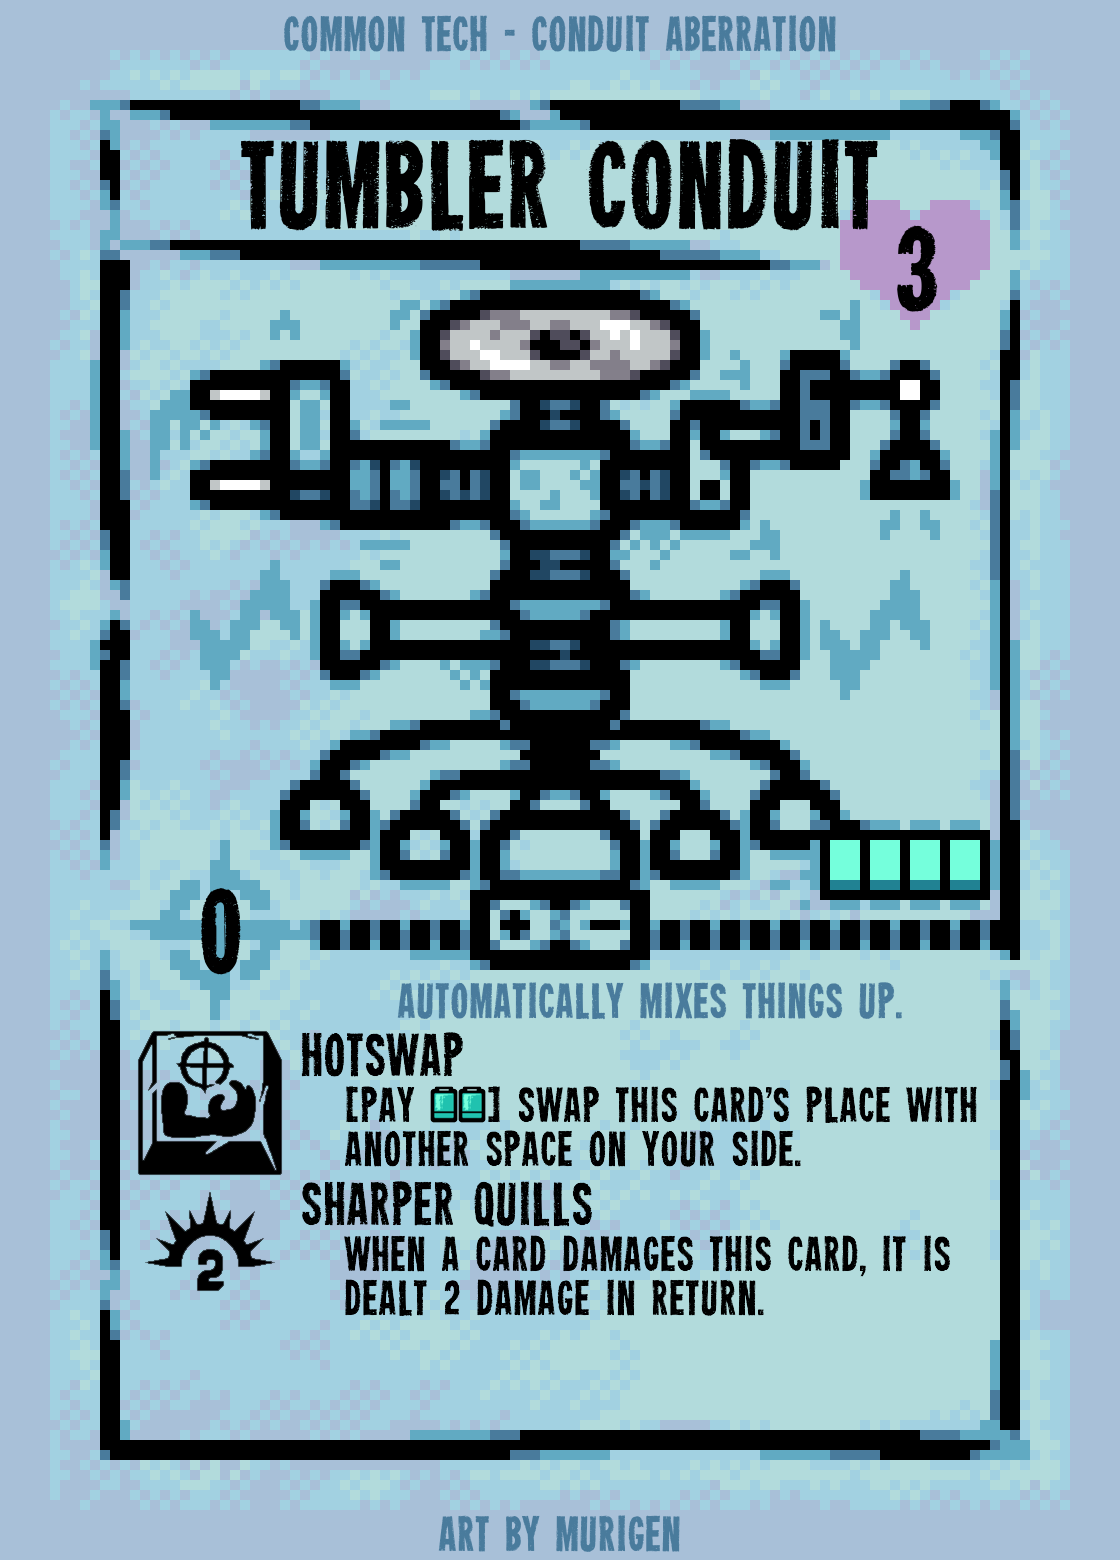 COMMON TECH - CONDUIT ABERRATION
TUMBLER CONDUIT
3
0
AUTOMATICALLY MIXES THINGS UP.
HOTSWAP
[PAY ] SWAP THIS CARD'S PLACE WITH
ANOTHER SPACE ON YOUR SIDE.
SHARPER QUILLS
2
WHEN A CARD DAMAGES THIS CARD, IT IS
DEALT 2 DAMAGE IN RETURN.
ART BY MURIGEN